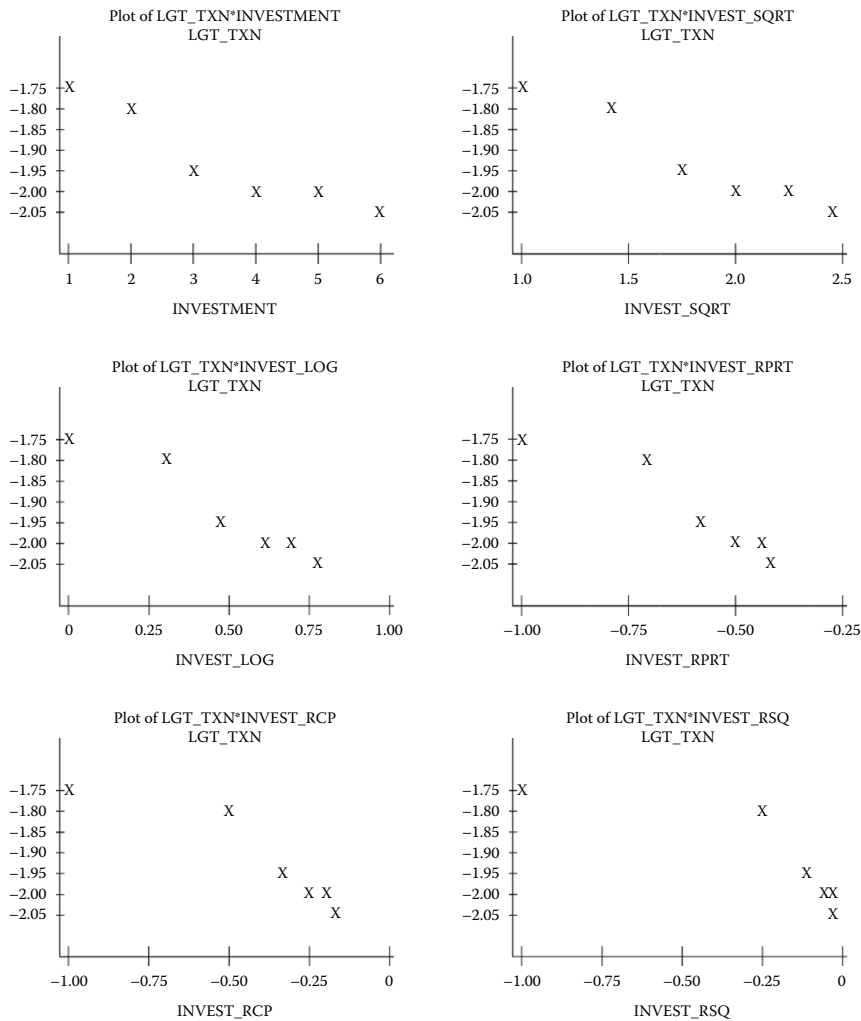 Plot of LGT_TXN*INVESTMENT
LGT_TXN
−1.75
−1.80
−1.85
−1.90
−1.95
−2.00
−2.05
X
X
X
X
X
X
1 2 3 4 5 6
INVESTMENT
Plot of LGT_TXN*INVEST_SQRT
LGT_TXN
−1.75
−1.80
−1.85
−1.90
−1.95
−2.00
−2.05
X
X
X
X
X
X
1.0 1.5 2.0 2.5
INVEST_SQRT
Plot of LGT_TXN*INVEST_LOG
LGT_TXN
−1.75
−1.80
−1.85
−1.90
−1.95
−2.00
−2.05
X
X
X
X
X
X
0 0.25 0.50 0.75 1.00
INVEST_LOG
Plot of LGT_TXN*INVEST_RPRT
LGT_TXN
−1.75
−1.80
−1.85
−1.90
−1.95
−2.00
−2.05
X
X
X
X
X
X
−1.00 −0.75 −0.50 −0.25
INVEST_RPRT
Plot of LGT_TXN*INVEST_RCP
LGT_TXN
−1.75
−1.80
−1.85
−1.90
−1.95
−2.00
−2.05
X
X
X
X
X
X
−1.00 −0.75 −0.50 −0.25 0
INVEST_RCP
Plot of LGT_TXN*INVEST_RSQ
LGT_TXN
−1.75
−1.80
−1.85
−1.90
−1.95
−2.00
−2.05
X
X
X
XX
X
−1.00 −0.75 −0.50 −0.25 0
INVEST_RSQ